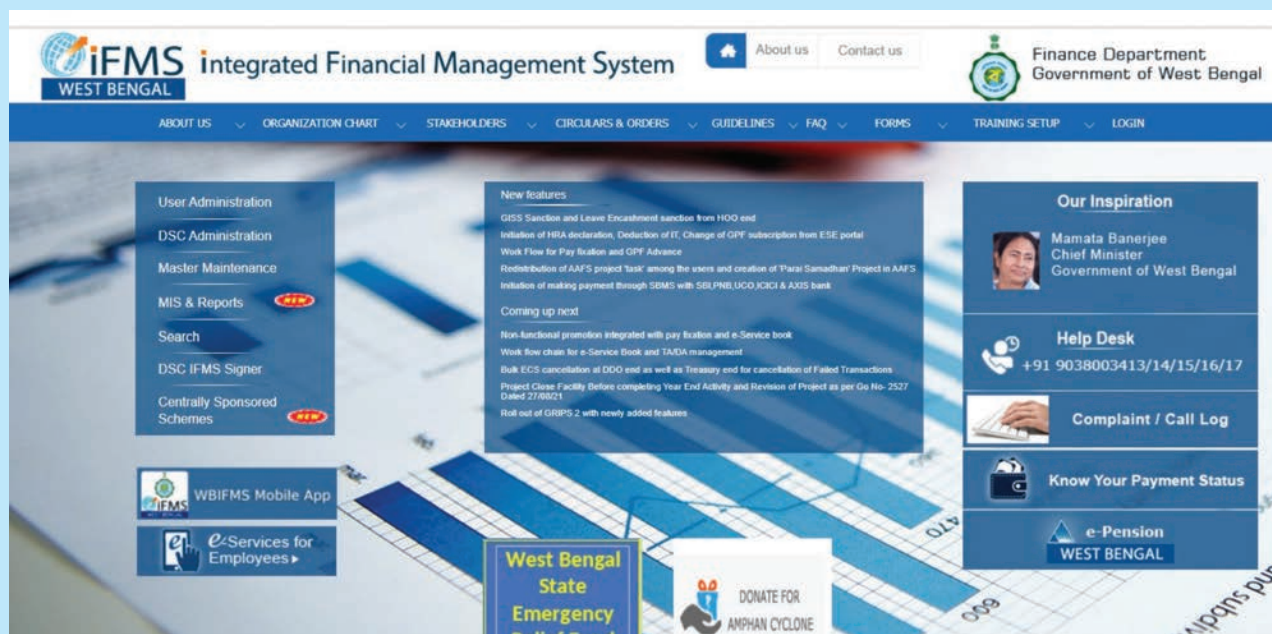 iFMS
WEST BENGAL
integrated Financial Management System
About us
Contact us
Finance Department
Government of West Bengal
ABOUT US
ORGANIZATION CHART
STAKEHOLDERS
CIRCULARS & ORDERS
GUIDELINES
FAQ
FORMS
TRAINING SETUP
LOGIN
User Administration
DSC Administration
Master Maintenance
MIS & Reports NEW
Search
DSC IFMS Signer
Centrally Sponsored
Schemes NEW
WBIFMS Mobile App
iFMS
WEST BENGAL
e-Services for
Employees
New features
GISS Sanction and Leave Encashment sanction from HOO end
Initiation of HRA declaration, Deduction of IT, Change of GPF subscription from ESE portal
Work Flow for Pay fixation and GPF Advance
Redistribution of AAFS project 'task' among the users and creation of 'Parai Samadhan' Project in AAFS
Initiation of making payment through SBMS with SBI,PNB,UCO,ICICI & AXIS bank
Coming up next
Non-functional promotion integrated with pay fixation and e-Service book
Work flow chain for e-Service Book and TA/DA management
Bulk ECS cancellation at DDO end as well as Treasury end for cancellation of Failed Transactions
Project Close Facility Before completing Year End Activity and Revision of Project as per Go No- 2527
Dated 27/08/21
Roll out of GRIPS 2 with newly added features
Our Inspiration
Mamata Banerjee
Chief Minister
Government of West Bengal
Help Desk
+91 9038003413/14/15/16/17
Complaint / Call Log
Know Your Payment Status
e-Pension
WEST BENGAL
West Bengal
State
Emergency
DONATE FOR
AMPHAN CYCLONE
470
600